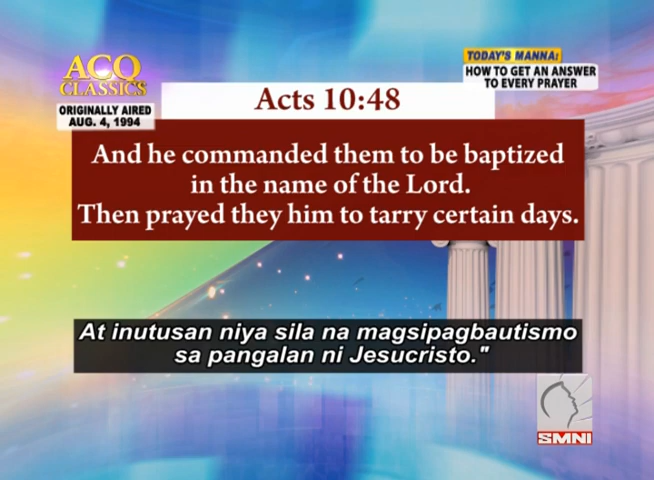 ACQ
CLASSICS
ORIGINALLY AIRED
AUG. 4, 1994
TODAY'S MANNA:
HOW TO GET AN ANSWER
TO EVERY PRAYER
Acts 10:48
And he commanded them to be baptized
in the name of the Lord.
Then prayed they him to tarry certain days.
At inutusan niya sila na magsipagbautismo
sa pangalan ni Jesucristo."
SMNI